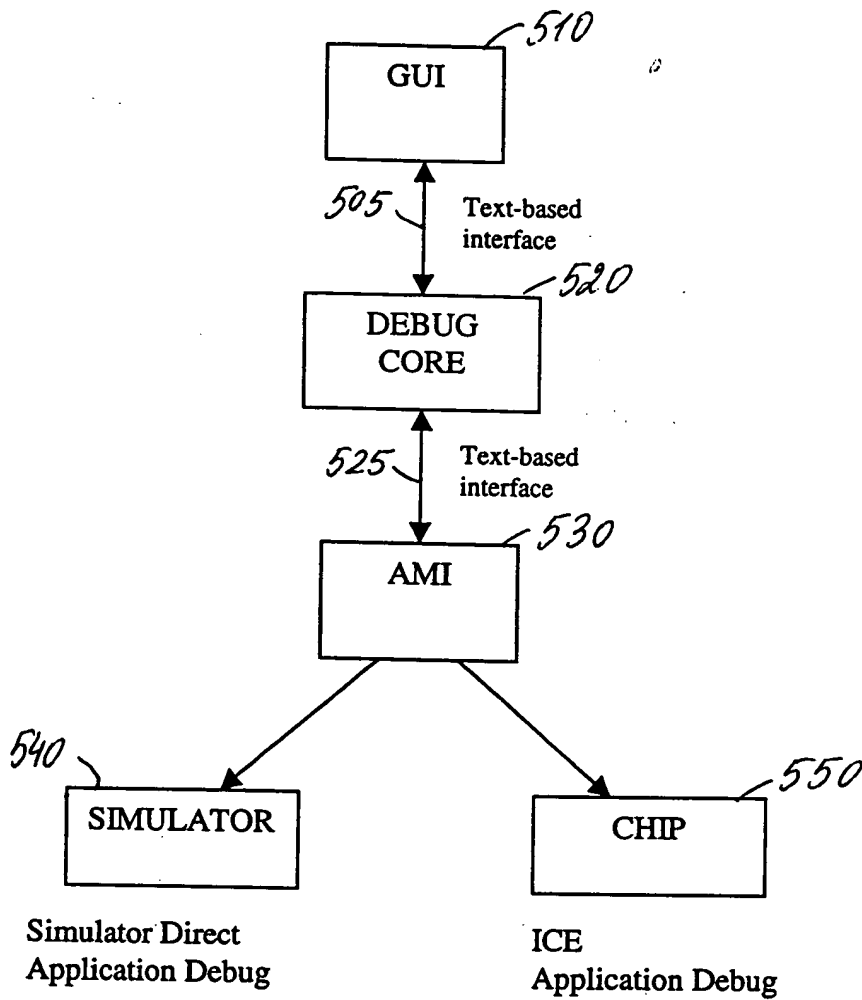 510
GUI
505
Text-based
interface
520
DEBUG
CORE
525
Text-based
interface
530
AMI
540
550
SIMULATOR
CHIP
Simulator Direct
Application Debug
ICE
Application Debug